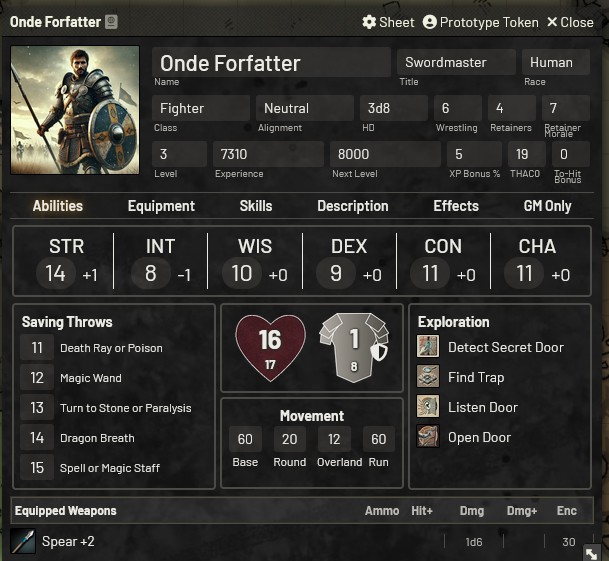 Onde Forfatter Sheet Prototype Token Close
Onde Forfatter Swordmaster Human
Name Title Race
Fighter Neutral 3d8 6 4 7
Class Alignment HD Wrestling Retainers Retainer Morale
3 7310 8000 5 19 0
Level Experience Next Level XP Bonus % THAC0 To-Hit Bonus
Abilities Equipment Skills Description Effects GM Only
STR INT WIS DEX CON CHA
14 +1 8 -1 10 +0 9 +0 11 +0 11 +0
Saving Throws
11 Death Ray or Poison
12 Magic Wand
13 Turn to Stone or Paralysis
14 Dragon Breath
15 Spell or Magic Staff
16
17
1
8
Movement
60 20 12 60
Base Round Overland Run
Exploration
Detect Secret Door
Find Trap
Listen Door
Open Door
Equipped Weapons Ammo Hit+ Dmg Dmg+ Enc
Spear +2 1d6 30